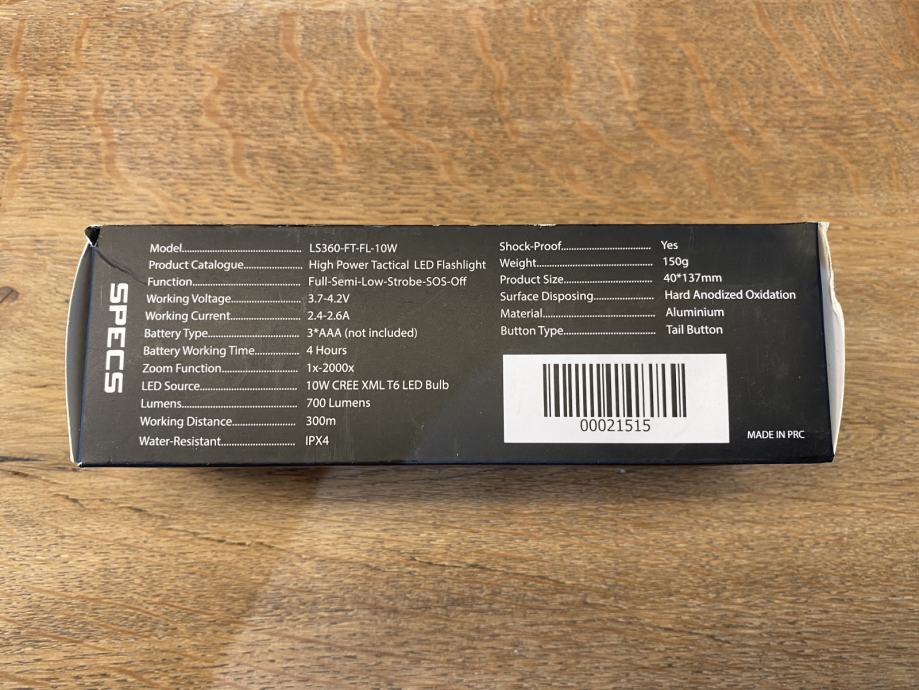 SPECS
Model.......................................... LS360-FT-FL-10W
Product Catalogue.................... High Power Tactical LED Flashlight
Function...................................... Full-Semi-Low-Strobe-SOS-Off
Working Voltage......................... 3.7-4.2V
Working Current......................... 2.4-2.6A
Battery Type................................ 3*AAA (not included)
Battery Working Time............... 4 Hours
Zoom Function........................... 1x-2000x
LED Source................................... 10W CREE XML T6 LED Bulb
Lumens......................................... 700 Lumens
Working Distance....................... 300m
Water-Resistant........................... IPX4
Shock-Proof................................ Yes
Weight......................................... 150g
Product Size................................ 40*137mm
Surface Disposing..................... Hard Anodized Oxidation
Material........................................ Aluminium
Button Type................................ Tail Button
00021515
MADE IN PRC